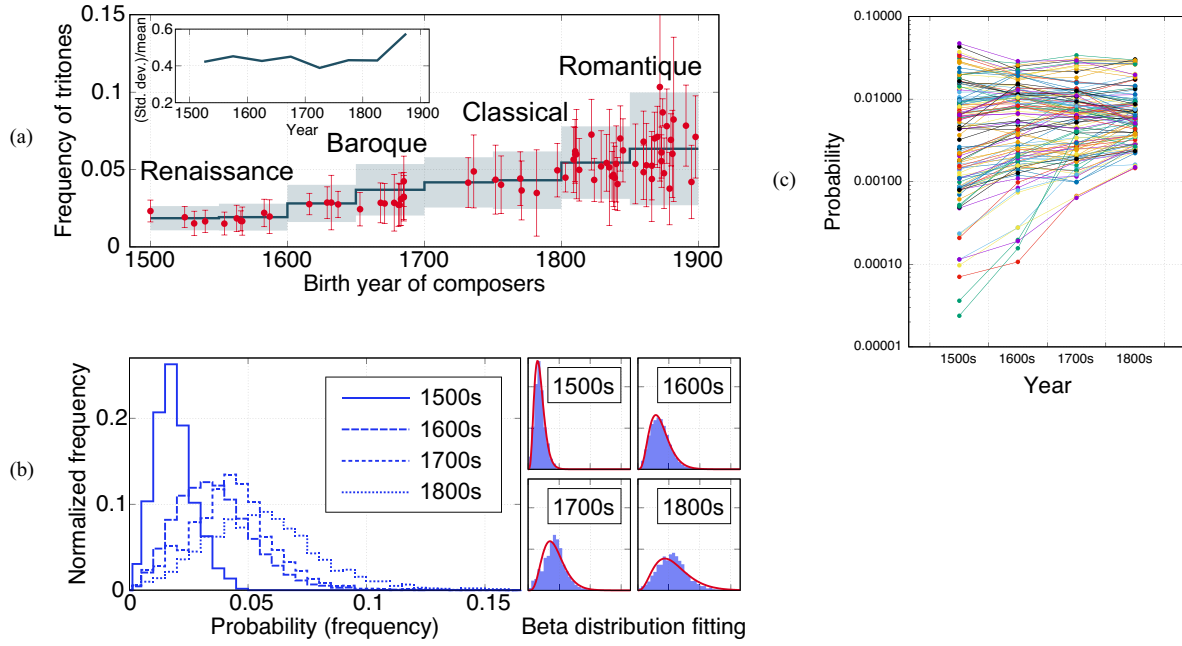 (a)
Frequency of tritones
0.15
0.1
0.05
0
(Std. dev.)/mean
0.6
0.4
0.2
1500 1600 1700 1800 1900
Year
Renaissance
Baroque
Classical
Romantique
1500 1600 1700 1800 1900
Birth year of composers
(b)
Normalized frequency
0.2
0.1
0
1500s
1600s
1700s
1800s
0 0.05 0.1 0.15
Probability (frequency)
1500s 1600s
1700s 1800s
Beta distribution fitting
(c)
Probability
0.10000
0.01000
0.00100
0.00010
0.00001
1500s 1600s 1700s 1800s
Year